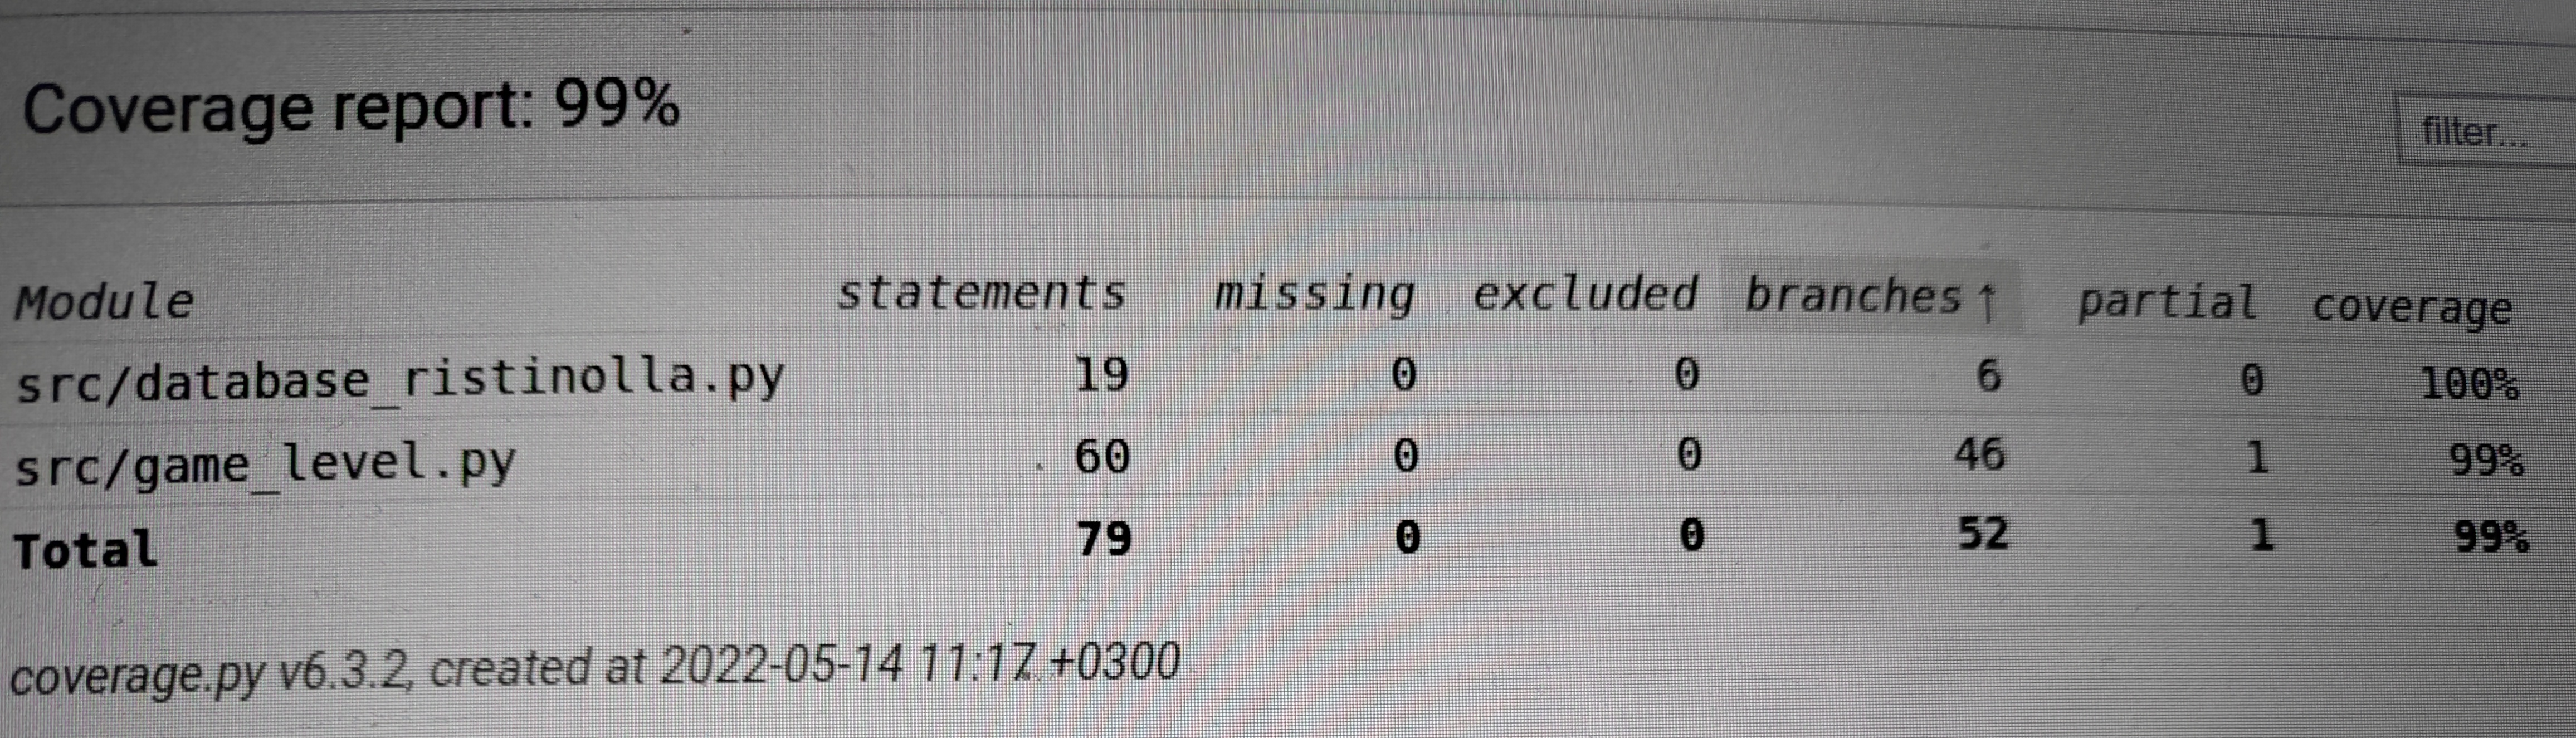 Coverage report: 99%
filter...
Module statements missing excluded branches↑ partial coverage
src/database_ristinolla.py 19 0 0 6 0 100%
src/game_level.py 60 0 0 46 1 99%
Total 79 0 0 52 1 99%
coverage.py v6.3.2, created at 2022-05-14 11:17 +0300